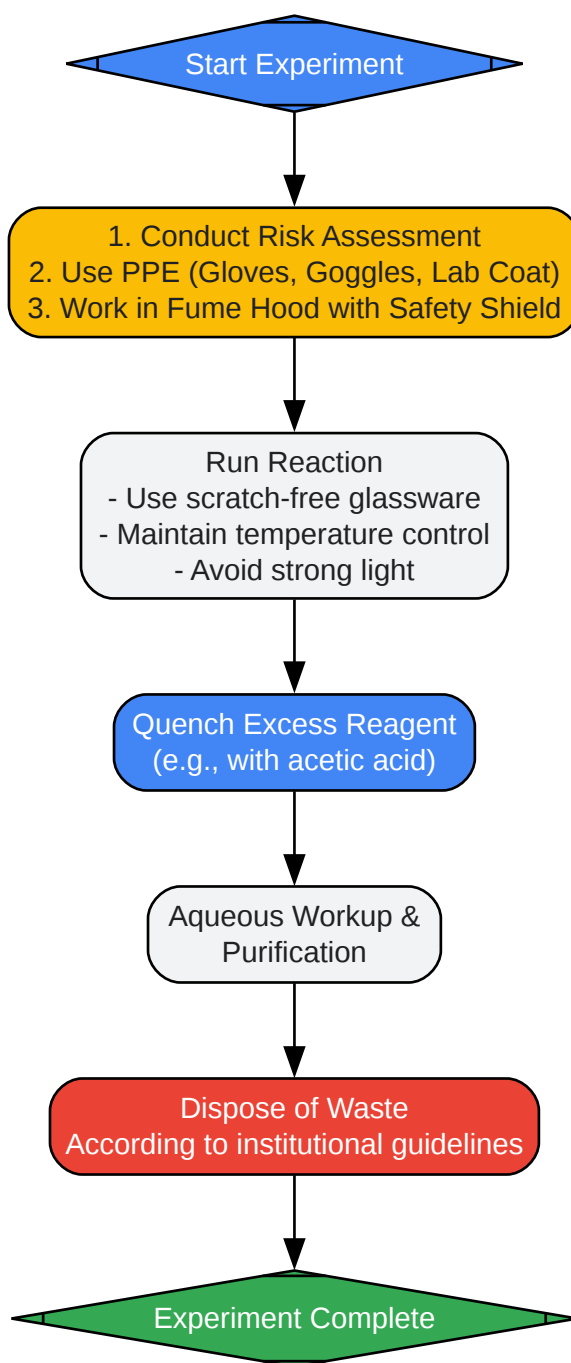 Start Experiment
1. Conduct Risk Assessment
2. Use PPE (Gloves, Goggles, Lab Coat)
3. Work in Fume Hood with Safety Shield
Run Reaction
- Use scratch-free glassware
- Maintain temperature control
- Avoid strong light
Quench Excess Reagent
(e.g., with acetic acid)
Aqueous Workup &
Purification
Dispose of Waste
According to institutional guidelines
Experiment Complete